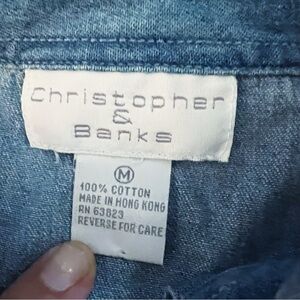 Christopher
&
Banks
M
100% COTTON
MADE IN HONG KONG
RN 63823
REVERSE FOR CARE